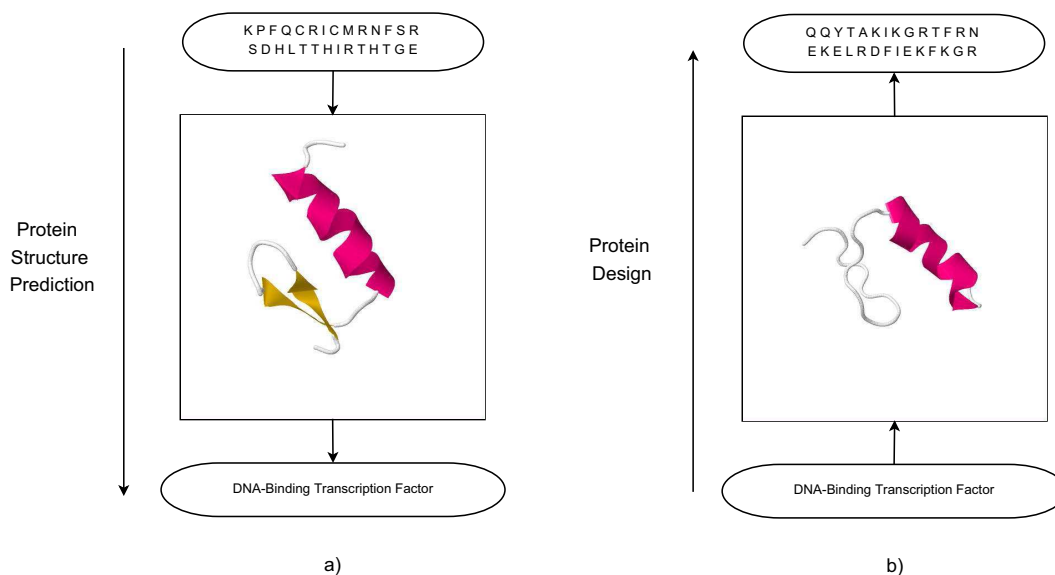 K P F Q C R I C M R N F S R
S D H L T T H I R T H T G E
Protein
Structure
Prediction
DNA-Binding Transcription Factor
a)
Q Q Y T A K I K G R T F R N
E K E L R D F I E K F K G R
Protein
Design
DNA-Binding Transcription Factor
b)